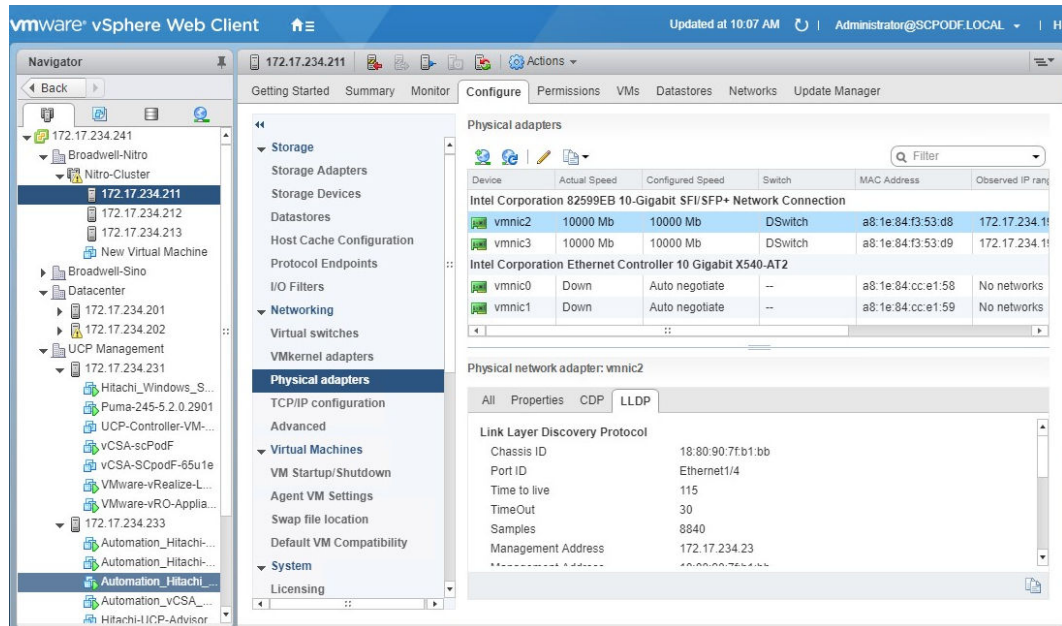 vmware® vSphere Web Client
Updated at 10:07 AM | Administrator@SCPODF.LOCAL | H
Navigator
Back
172.17.234.241
Broadwell-Nitro
Nitro-Cluster
172.17.234.211
172.17.234.212
172.17.234.213
New Virtual Machine
Broadwell-Sino
Datacenter
172.17.234.201
172.17.234.202
UCP Management
172.17.234.231
Hitachi_Windows_S...
Puma-245-5.2.0.2901
UCP-Controller-VM-...
vCSA-scPodF
vCSA-SCpodF-65u1e
VMware-vRealize-L...
VMware-vRO-Applia...
172.17.234.233
Automation_Hitachi-...
Automation_Hitachi-...
Automation_Hitachi_...
Automation_vCSA_...
Hitachi-UCP-Advisor
172.17.234.211 Actions
Getting Started Summary Monitor Configure Permissions VMs Datastores Networks Update Manager
Storage
Storage Adapters
Storage Devices
Datastores
Host Cache Configuration
Protocol Endpoints
I/O Filters
Networking
Virtual switches
VMkernel adapters
Physical adapters
TCP/IP configuration
Advanced
Virtual Machines
VM Startup/Shutdown
Agent VM Settings
Swap file location
Default VM Compatibility
System
Licensing
Physical adapters
Filter
Device Actual Speed Configured Speed Switch MAC Address Observed IP rang
Intel Corporation 82599EB 10-Gigabit SFI/SFP+ Network Connection
vmnic2 10000 Mb 10000 Mb DSwitch a8:1e:84:f3:53:d8 172.17.234.19
vmnic3 10000 Mb 10000 Mb DSwitch a8:1e:84:f3:53:d9 172.17.234.19
Intel Corporation Ethernet Controller 10 Gigabit X540-AT2
vmnic0 Down Auto negotiate -- a8:1e:84:cc:e1:58 No networks
vmnic1 Down Auto negotiate -- a8:1e:84:cc:e1:59 No networks
Physical network adapter: vmnic2
All Properties CDP LLDP
Link Layer Discovery Protocol
Chassis ID 18:80:90:7f:b1:bb
Port ID Ethernet1/4
Time to live 115
TimeOut 30
Samples 8840
Management Address 172.17.234.23